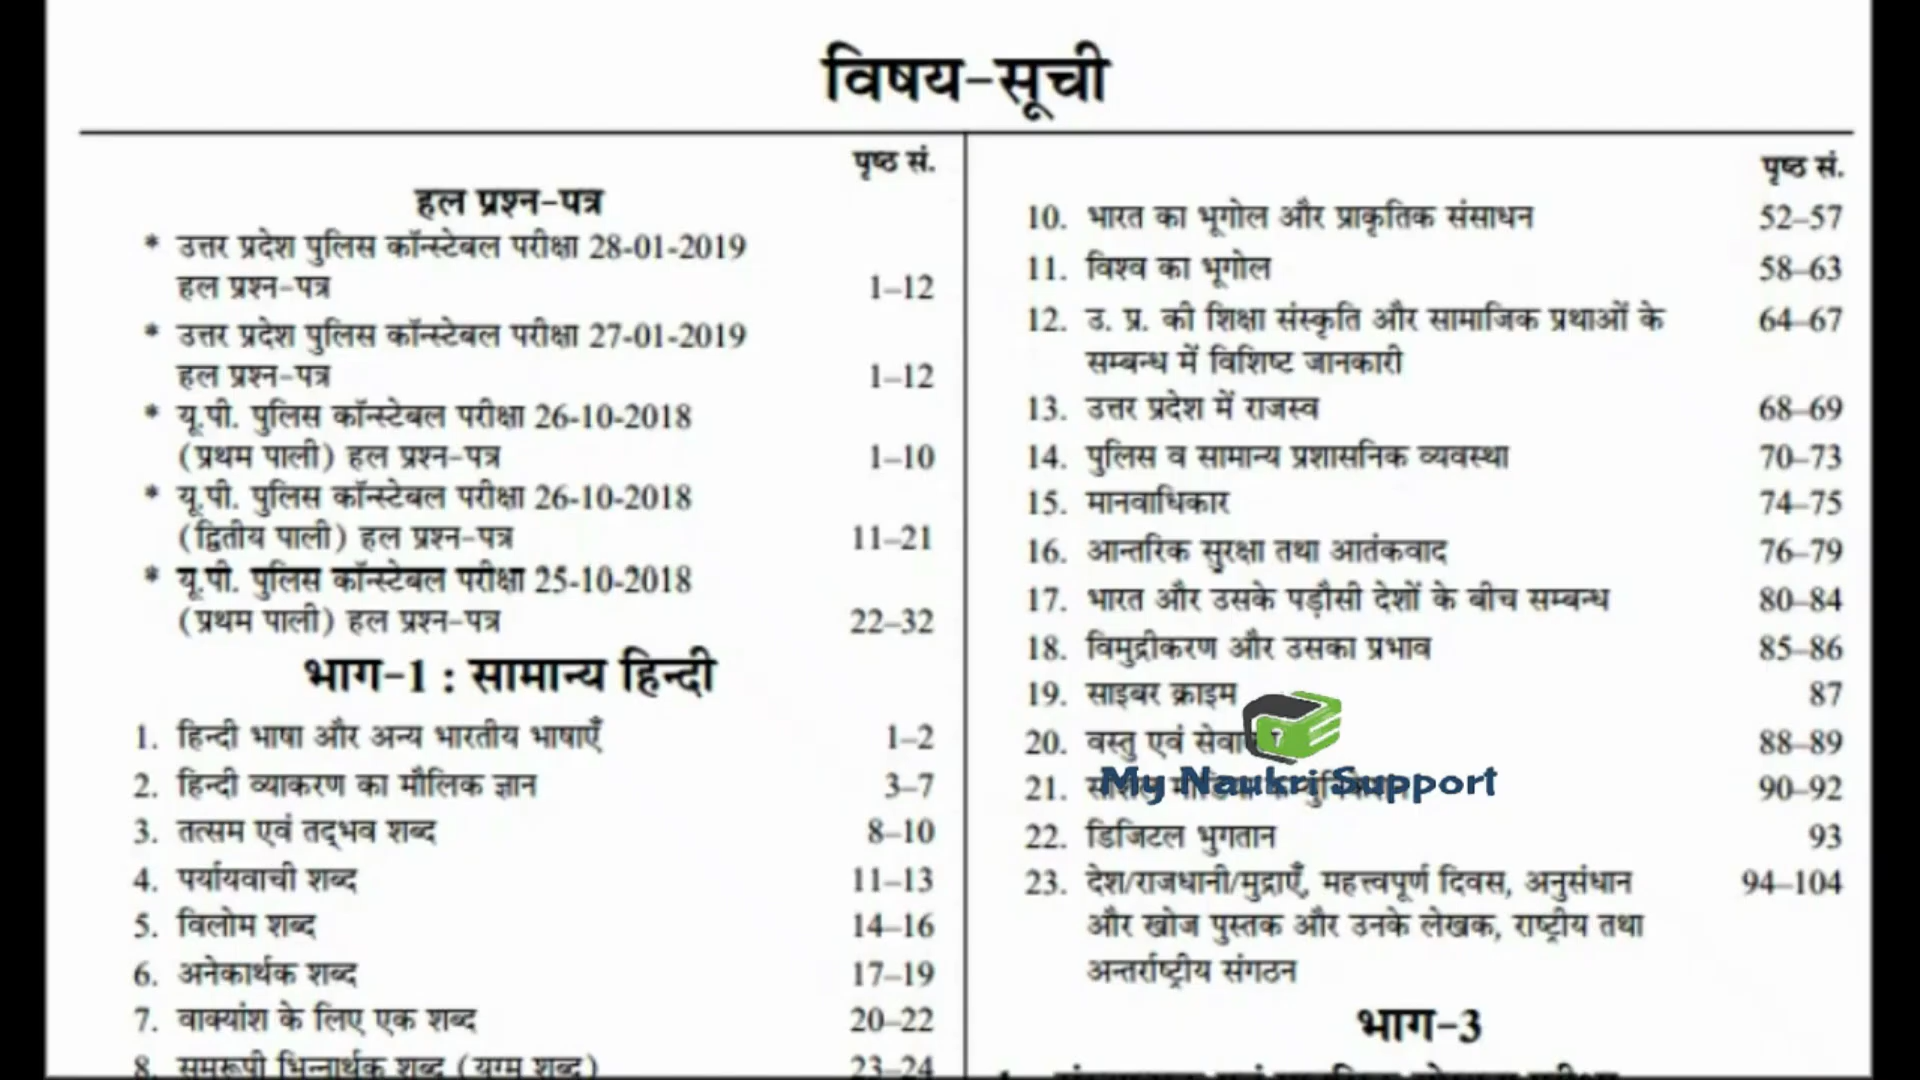 विषय-सूची
पृष्ठ सं.
हल प्रश्न-पत्र
* उत्तर प्रदेश पुलिस कॉन्स्टेबल परीक्षा 28-01-2019
हल प्रश्न-पत्र 1–12
* उत्तर प्रदेश पुलिस कॉन्स्टेबल परीक्षा 27-01-2019
हल प्रश्न-पत्र 1–12
* यू.पी. पुलिस कॉन्स्टेबल परीक्षा 26-10-2018
(प्रथम पाली) हल प्रश्न-पत्र 1–10
* यू.पी. पुलिस कॉन्स्टेबल परीक्षा 26-10-2018
(द्वितीय पाली) हल प्रश्न-पत्र 11–21
* यू.पी. पुलिस कॉन्स्टेबल परीक्षा 25-10-2018
(प्रथम पाली) हल प्रश्न-पत्र 22–32
भाग-1 : सामान्य हिन्दी
1. हिन्दी भाषा और अन्य भारतीय भाषाएँ 1–2
2. हिन्दी व्याकरण का मौलिक ज्ञान 3–7
3. तत्सम एवं तद्‌भव शब्द 8–10
4. पर्यायवाची शब्द 11–13
5. विलोम शब्द 14–16
6. अनेकार्थक शब्द 17–19
7. वाक्यांश के लिए एक शब्द 20–22
8. समरूपी भिन्नार्थक शब्द (युग्म शब्द) 23–24
पृष्ठ सं.
10. भारत का भूगोल और प्राकृतिक संसाधन 52–57
11. विश्व का भूगोल 58–63
12. उ. प्र. की शिक्षा संस्कृति और सामाजिक प्रथाओं के 64–67
सम्बन्ध में विशिष्ट जानकारी
13. उत्तर प्रदेश में राजस्व 68–69
14. पुलिस व सामान्य प्रशासनिक व्यवस्था 70–73
15. मानवाधिकार 74–75
16. आन्तरिक सुरक्षा तथा आतंकवाद 76–79
17. भारत और उसके पड़ौसी देशों के बीच सम्बन्ध 80–84
18. विमुद्रीकरण और उसका प्रभाव 85–86
19. साइबर क्राइम 87
20. वस्तु एवं 88–89
My Naukri Support
21. 90–92
22. डिजिटल भुगतान 93
23. देश/राजधानी/मुद्राएँ, महत्त्वपूर्ण दिवस, अनुसंधान 94–104
और खोज पुस्तक और उनके लेखक, राष्ट्रीय तथा
अन्तर्राष्ट्रीय संगठन
भाग-3